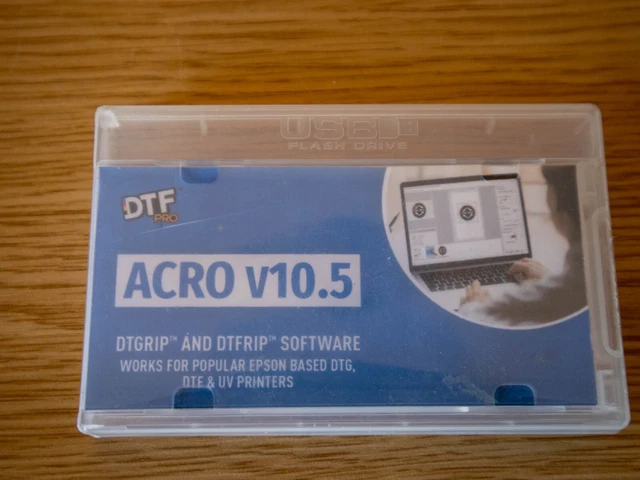 USB
FLASH DRIVE
DTF
PRO
ACRO v10.5
DTGRIP™ AND DTFRIP™ SOFTWARE
WORKS FOR POPULAR EPSON BASED DTG,
DTF & UV PRINTERS